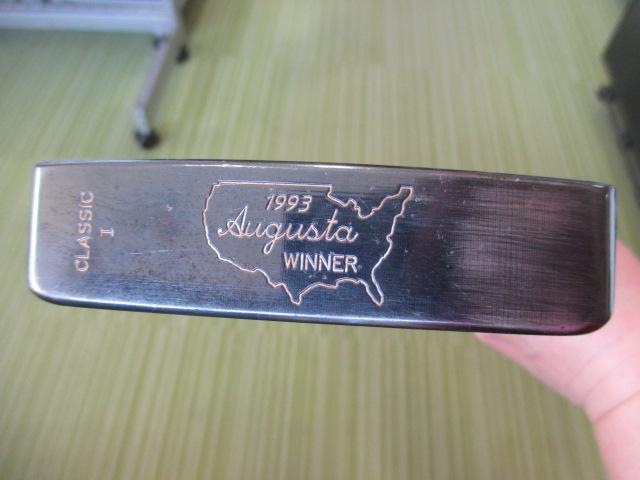 CLASSIC
I
1993
Augusta
WINNER